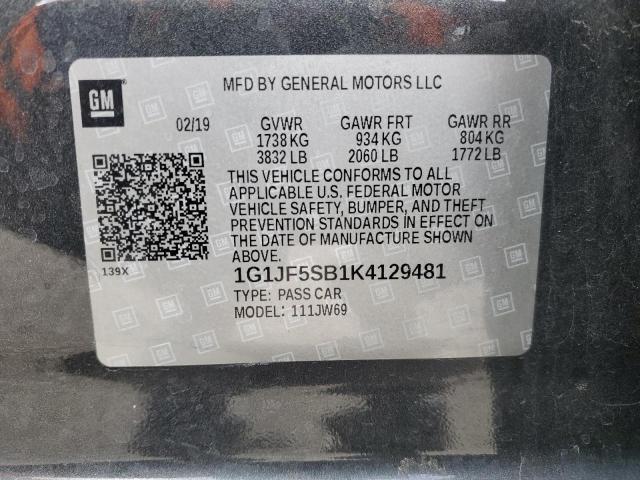 GM
MFD BY GENERAL MOTORS LLC
02/19 GVWR GAWR FRT GAWR RR
1738 KG 934 KG 804 KG
3832 LB 2060 LB 1772 LB
THIS VEHICLE CONFORMS TO ALL
APPLICABLE U.S. FEDERAL MOTOR
VEHICLE SAFETY, BUMPER, AND THEFT
PREVENTION STANDARDS IN EFFECT ON
THE DATE OF MANUFACTURE SHOWN
ABOVE.
139X
1G1JF5SB1K4129481
TYPE: PASS CAR
MODEL: 111JW69